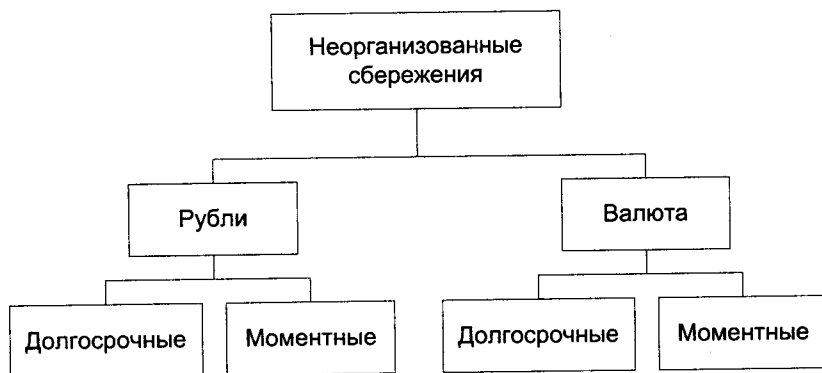 Неорганизованные
сбережения
Рубли
Валюта
Долгосрочные
Моментные
Долгосрочные
Моментные